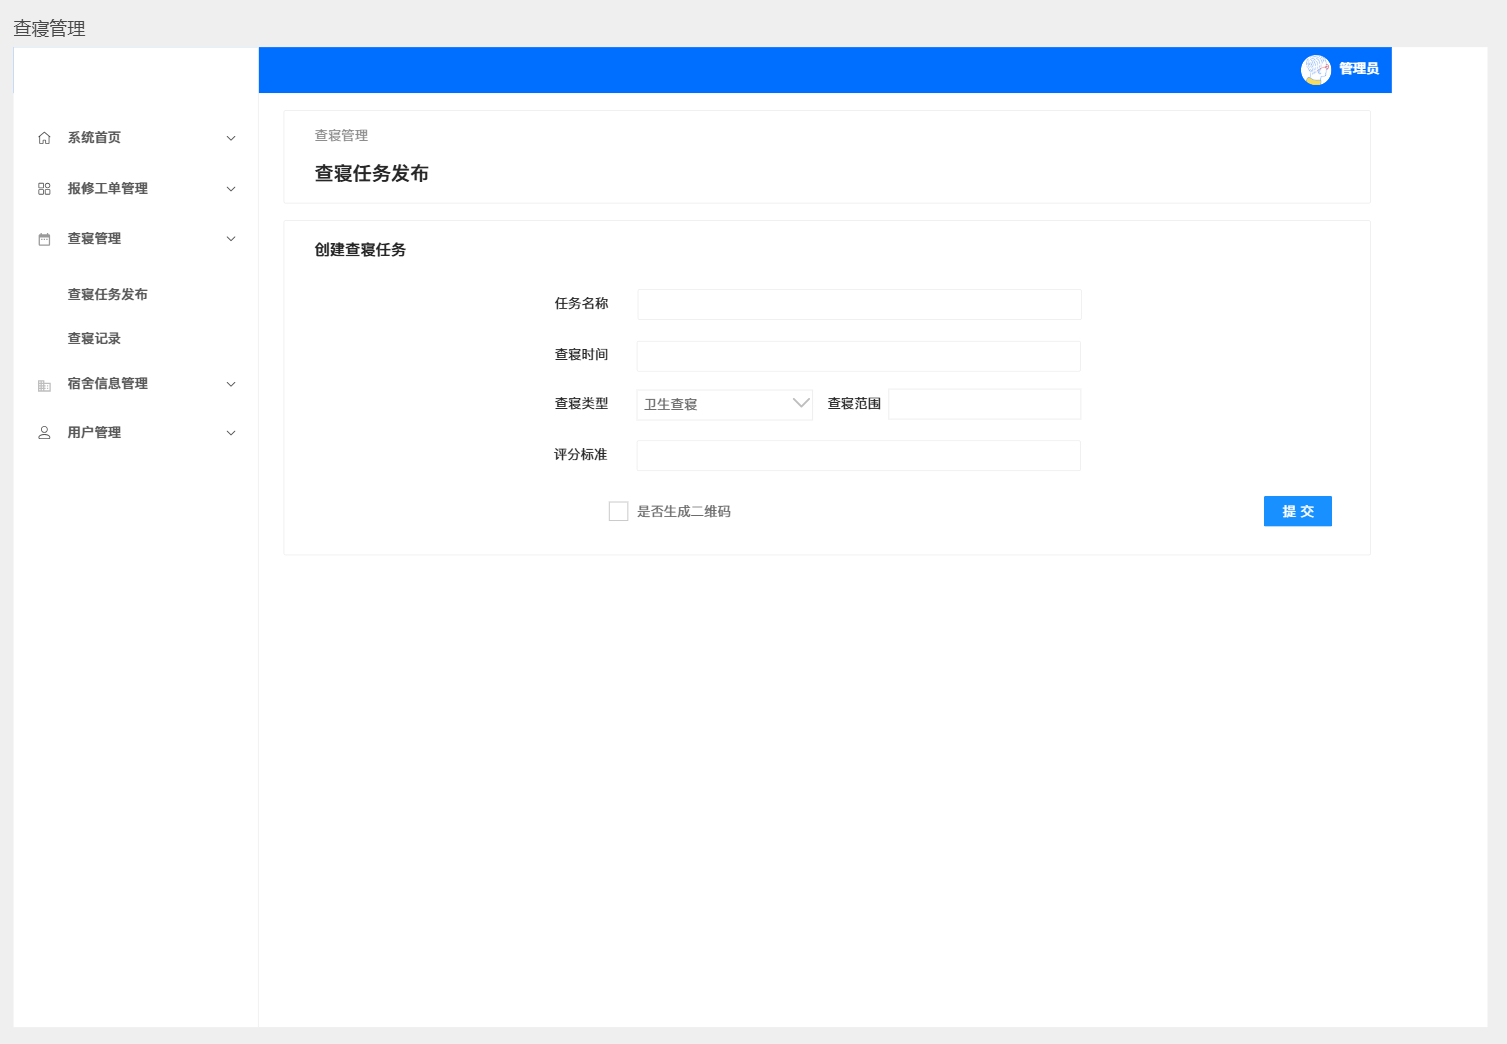 查寝管理
管理员
系统首页
报修工单管理
查寝管理
查寝任务发布
查寝记录
宿舍信息管理
用户管理
查寝管理
查寝任务发布
创建查寝任务
任务名称
查寝时间
查寝类型 卫生查寝 查寝范围
评分标准
是否生成二维码
提 交